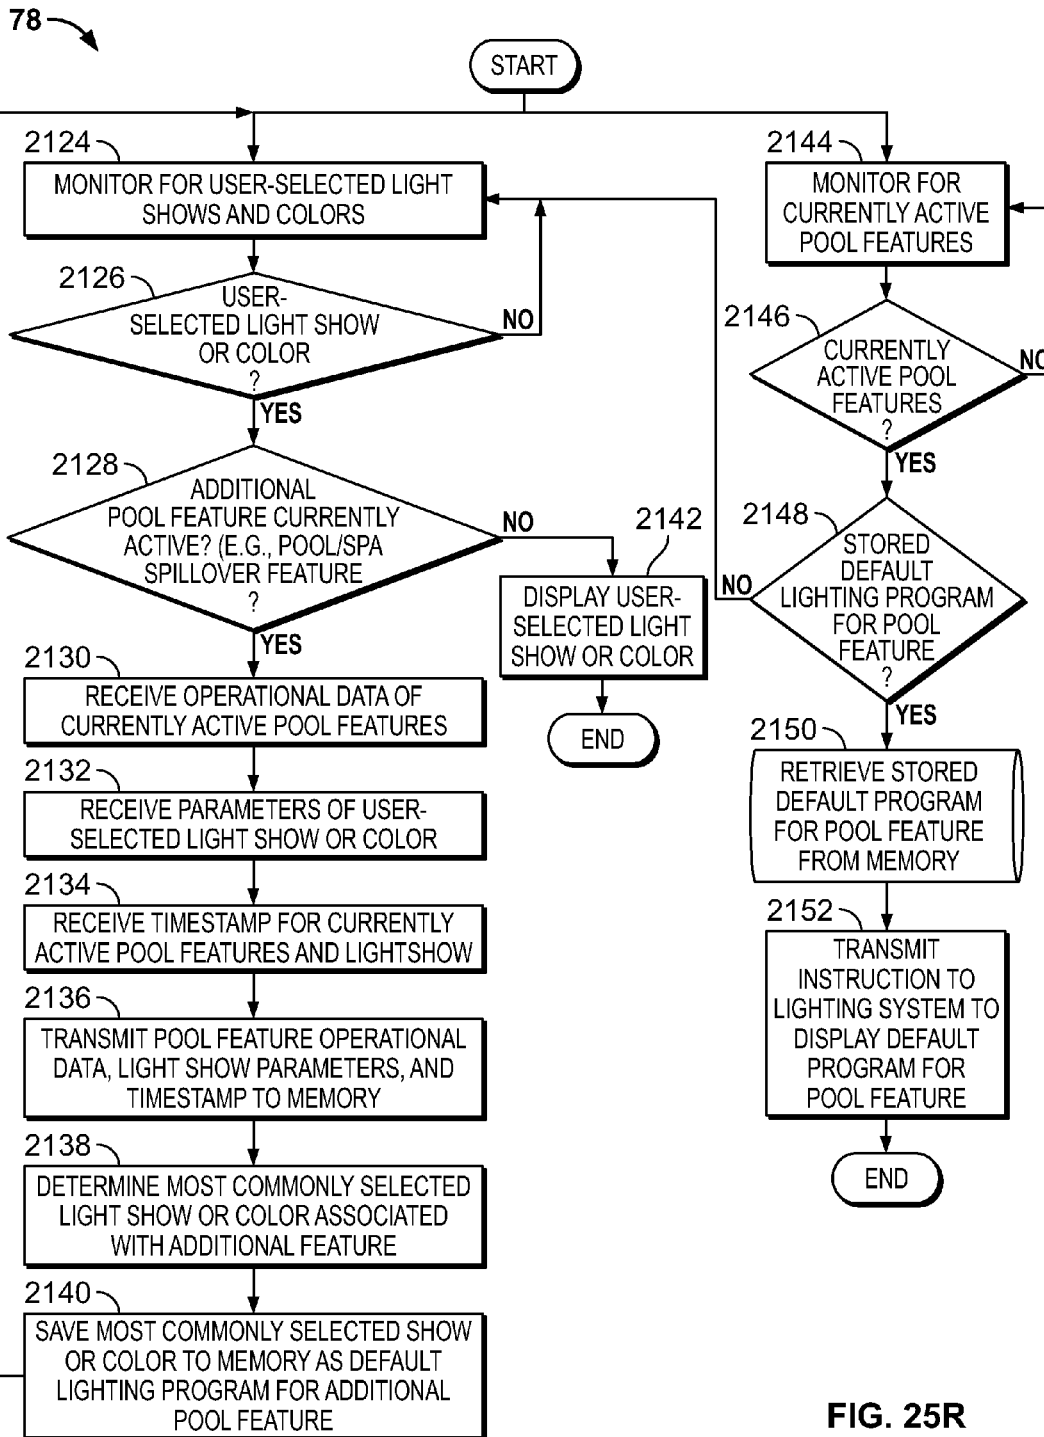 78
START
2124
MONITOR FOR USER-SELECTED LIGHT
SHOWS AND COLORS
2126
USER-
SELECTED LIGHT SHOW
OR COLOR
?
NO
YES
2128
ADDITIONAL
POOL FEATURE CURRENTLY
ACTIVE? (E.G., POOL/SPA
SPILLOVER FEATURE
?
NO
YES
2142
DISPLAY USER-
SELECTED LIGHT
SHOW OR COLOR
END
2130
RECEIVE OPERATIONAL DATA OF
CURRENTLY ACTIVE POOL FEATURES
2132
RECEIVE PARAMETERS OF USER-
SELECTED LIGHT SHOW OR COLOR
2134
RECEIVE TIMESTAMP FOR CURRENTLY
ACTIVE POOL FEATURES AND LIGHTSHOW
2136
TRANSMIT POOL FEATURE OPERATIONAL
DATA, LIGHT SHOW PARAMETERS, AND
TIMESTAMP TO MEMORY
2138
DETERMINE MOST COMMONLY SELECTED
LIGHT SHOW OR COLOR ASSOCIATED
WITH ADDITIONAL FEATURE
2140
SAVE MOST COMMONLY SELECTED SHOW
OR COLOR TO MEMORY AS DEFAULT
LIGHTING PROGRAM FOR ADDITIONAL
POOL FEATURE
2144
MONITOR FOR
CURRENTLY ACTIVE
POOL FEATURES
2146
CURRENTLY
ACTIVE POOL
FEATURES
?
NO
YES
2148
STORED
DEFAULT
LIGHTING PROGRAM
FOR POOL
FEATURE
?
NO
YES
2150
RETRIEVE STORED
DEFAULT PROGRAM
FOR POOL FEATURE
FROM MEMORY
2152
TRANSMIT
INSTRUCTION TO
LIGHTING SYSTEM TO
DISPLAY DEFAULT
PROGRAM FOR
POOL FEATURE
END
FIG. 25R